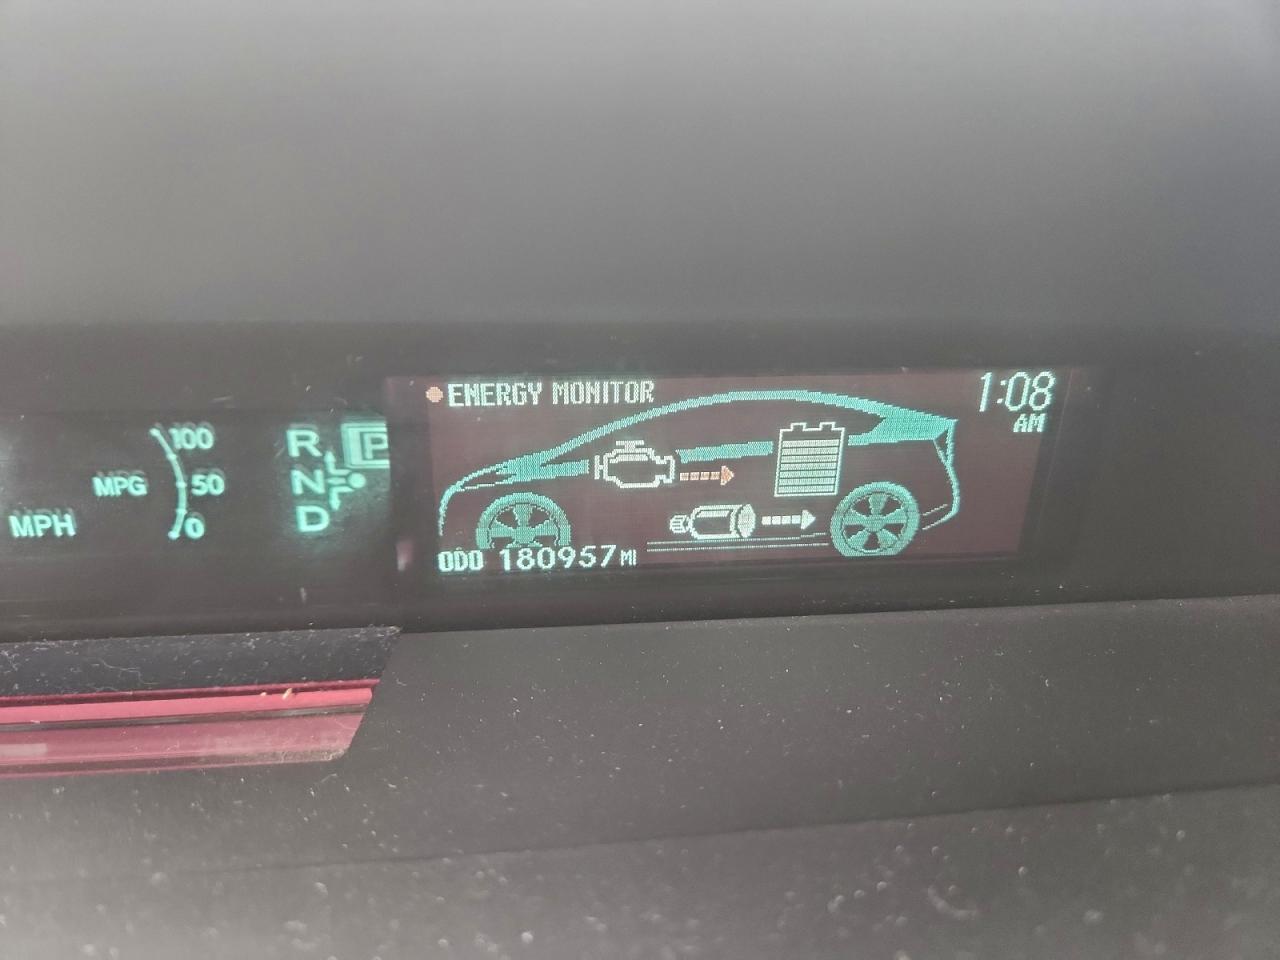 ENERGY MONITOR
1:08
AM
100
MPG
50
MPH
0
R
P
N
D
ODO 180957 MI